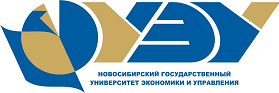 НГУЭУ
НОВОСИБИРСКИЙ ГОСУДАРСТВЕННЫЙ
УНИВЕРСИТЕТ ЭКОНОМИКИ И УПРАВЛЕНИЯ